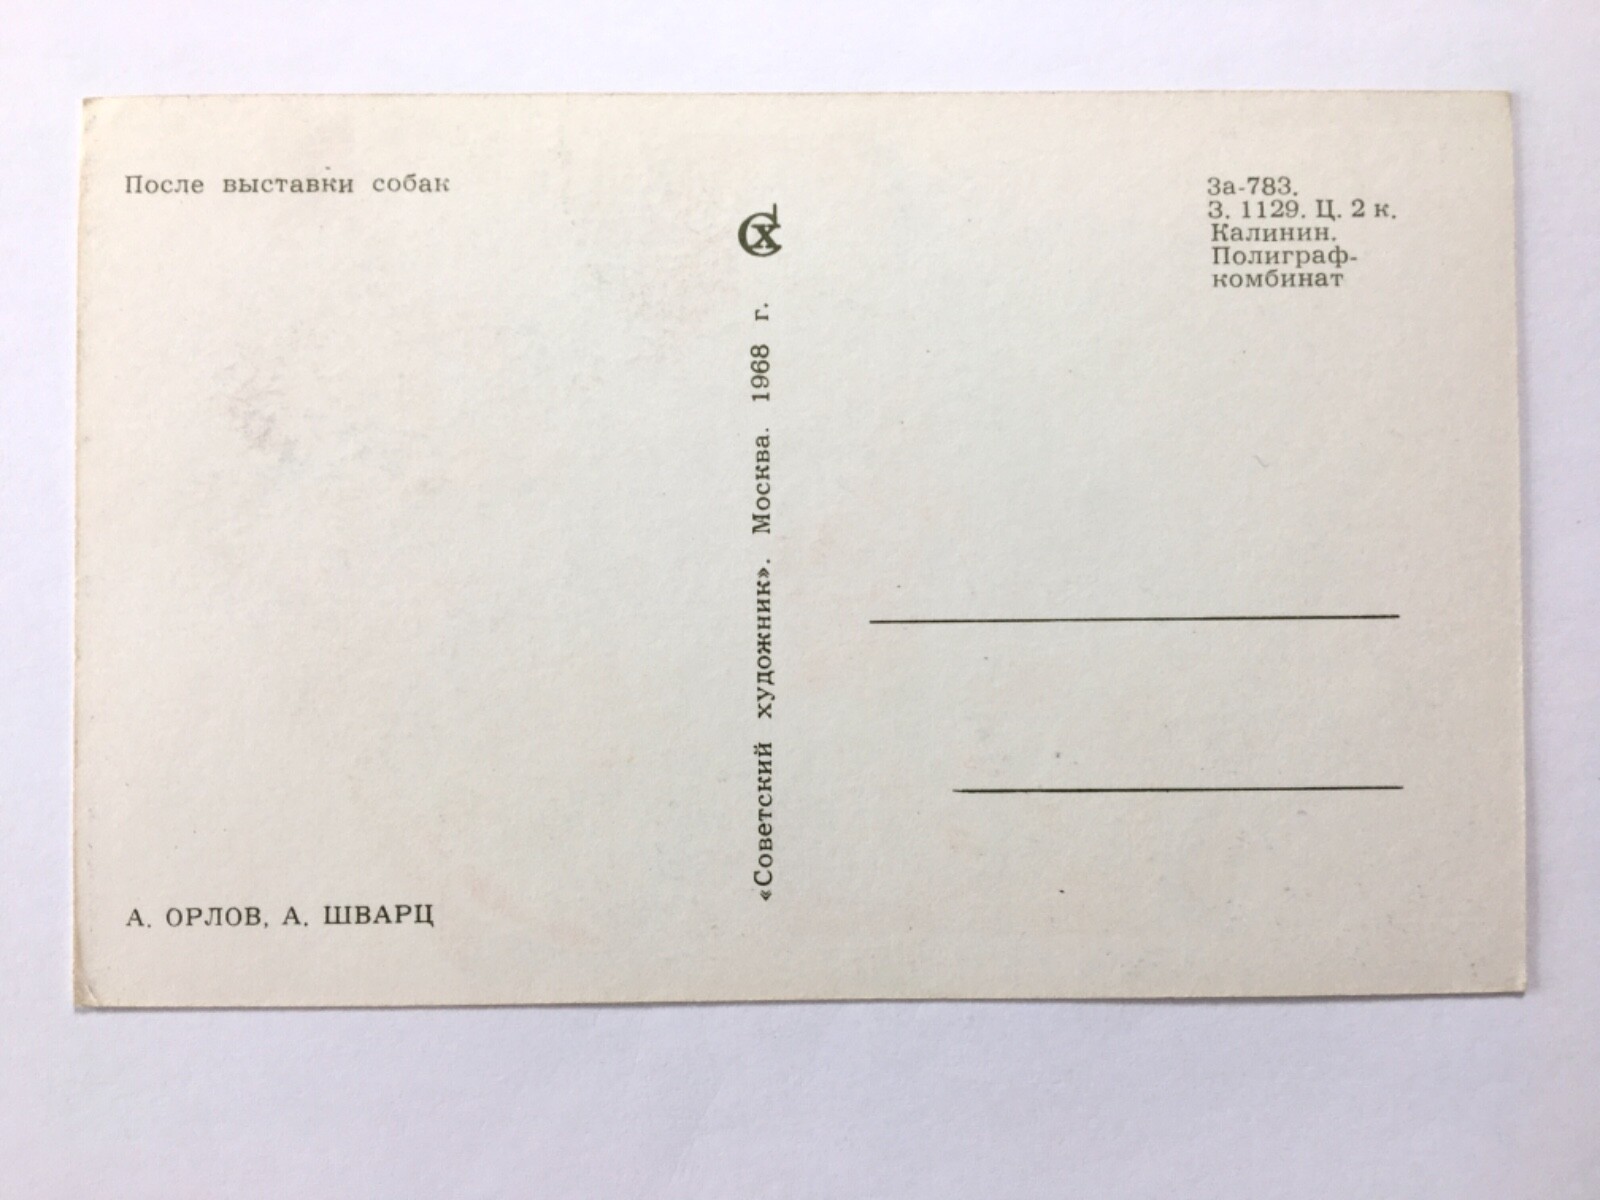 После выставки собак
СХ
За-783.
З. 1129. Ц. 2 к.
Калинин.
Полиграф-
комбинат
«Советский художник». Москва. 1968 г.
А. ОРЛОВ, А. ШВАРЦ